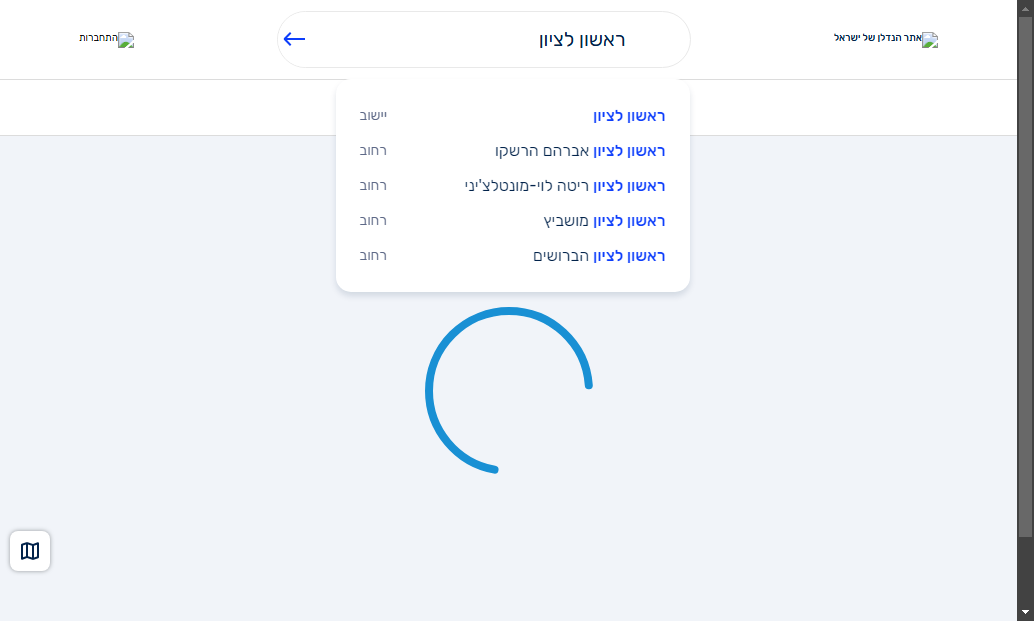 אתר הנדלן של ישראל
ראשון לציון
התחברות
ראשון לציון יישוב
ראשון לציון אברהם הרשקו רחוב
ראשון לציון ריטה לוי-מונטלצ'יני רחוב
ראשון לציון מושביץ רחוב
ראשון לציון הברושים רחוב